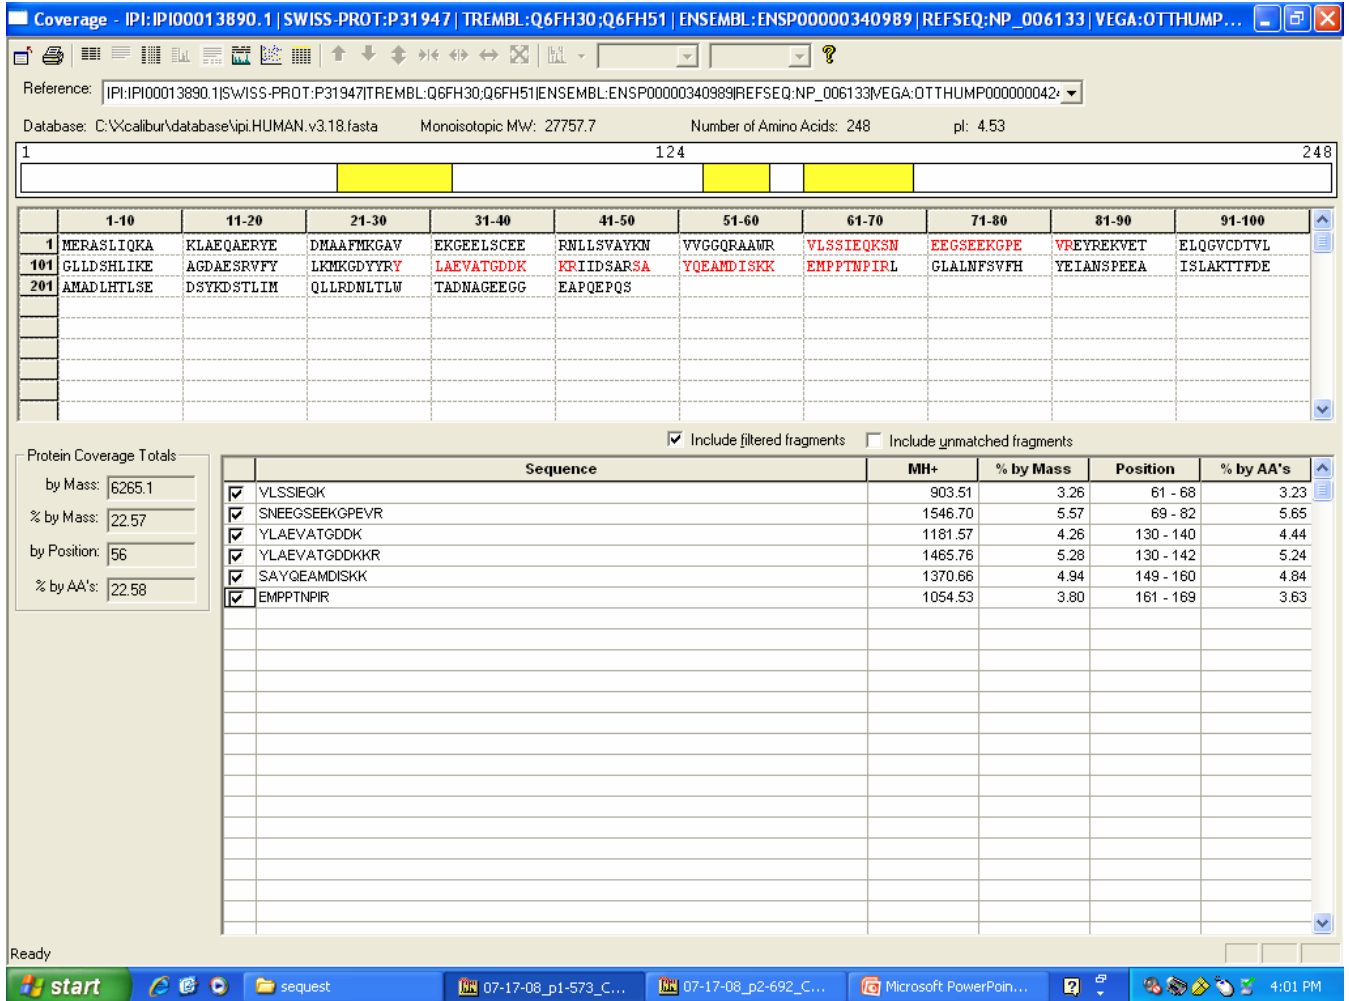 Coverage - IPI:IPI00013890.1|SWISS-PROT:P31947|TREMBL:Q6FH30;Q6FH51|ENSEMBL:ENSP00000340989|REFSEQ:NP_006133|VEGA:OTTHUMP...
Reference: IPI:IPI00013890.1|SWISS-PROT:P31947|TREMBL:Q6FH30;Q6FH51|ENSEMBL:ENSP00000340989|REFSEQ:NP_006133|VEGA:OTTHUMP0000000424
Database: C:\Xcalibur\database\ipi.HUMAN.v3.18.fasta Monoisotopic MW: 27757.7 Number of Amino Acids: 248 pI: 4.53
1 124 248
1-10 11-20 21-30 31-40 41-50 51-60 61-70 71-80 81-90 91-100
1 MERASLIQKA KLAEQAERYE DMAAFMKGAV EKGEELSCEE RNLLSVAYKN VVGGQRAAWR VLSSIEQKSN EEGSEEKGPE VREYREKVET ELQGVCDTVL
101 GLLDSHLIKE AGDAESRVFY LKMKGDYYRY LAEVATGDDK KRIIDSARSA YQEAMDISKK EMPPTNPIRL GLALNFSVFH YEIANSPEEA ISLAKTTFDE
201 AMADLHTLSE DSYKDSTLIM QLLRDNLTLW TADNAGEEGG EAPQEPQS
Include filtered fragments Include unmatched fragments
Protein Coverage Totals
by Mass: 6265.1
% by Mass: 22.57
by Position: 56
% by AA's: 22.58
Sequence MH+ % by Mass Position % by AA's
VLSSIEQK 903.51 3.26 61 - 68 3.23
SNEEGSEEKGPEVR 1546.70 5.57 69 - 82 5.65
YLAEVATGDDK 1181.57 4.26 130 - 140 4.44
YLAEVATGDDKKR 1465.76 5.28 130 - 142 5.24
SAYQEAMDISKK 1370.66 4.94 149 - 160 4.84
EMPPTNPIR 1054.53 3.80 161 - 169 3.63
Ready
start sequest 07-17-08_p1-573_C... 07-17-08_p2-692_C... Microsoft PowerPoin... 4:01 PM